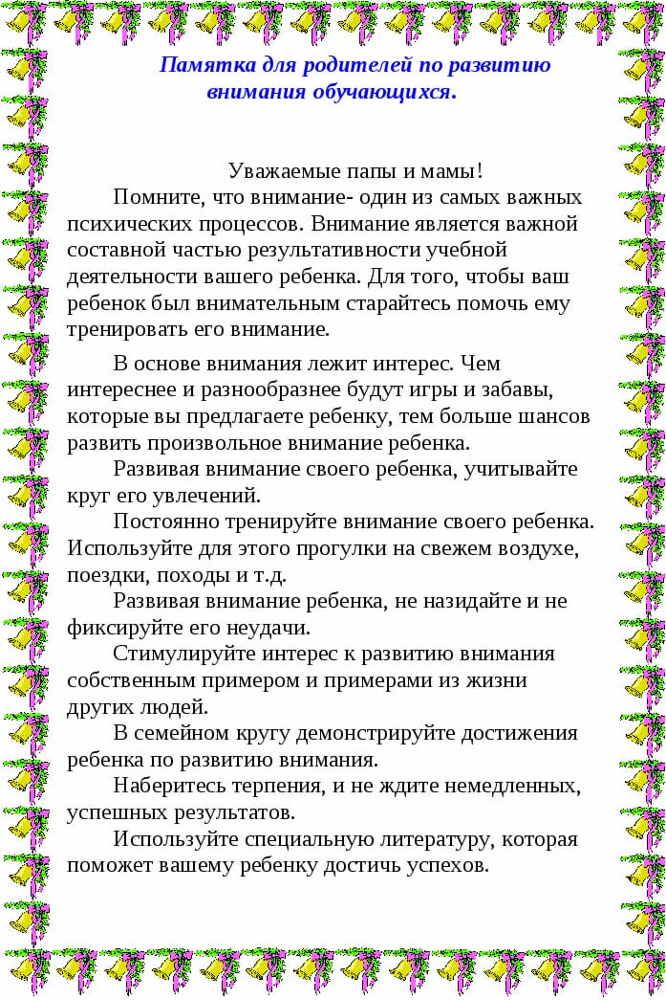 Памятка для родителей по развитию
внимания обучающихся.
Уважаемые папы и мамы!
Помните, что внимание- один из самых важных
психических процессов. Внимание является важной
составной частью результативности учебной
деятельности вашего ребенка. Для того, чтобы ваш
ребенок был внимательным старайтесь помочь ему
тренировать его внимание.
В основе внимания лежит интерес. Чем
интереснее и разнообразнее будут игры и забавы,
которые вы предлагаете ребенку, тем больше шансов
развить произвольное внимание ребенка.
Развивая внимание своего ребенка, учитывайте
круг его увлечений.
Постоянно тренируйте внимание своего ребенка.
Используйте для этого прогулки на свежем воздухе,
поездки, походы и т.д.
Развивая внимание ребенка, не назидайте и не
фиксируйте его неудачи.
Стимулируйте интерес к развитию внимания
собственным примером и примерами из жизни
других людей.
В семейном кругу демонстрируйте достижения
ребенка по развитию внимания.
Наберитесь терпения, и не ждите немедленных,
успешных результатов.
Используйте специальную литературу, которая
поможет вашему ребенку достичь успехов.